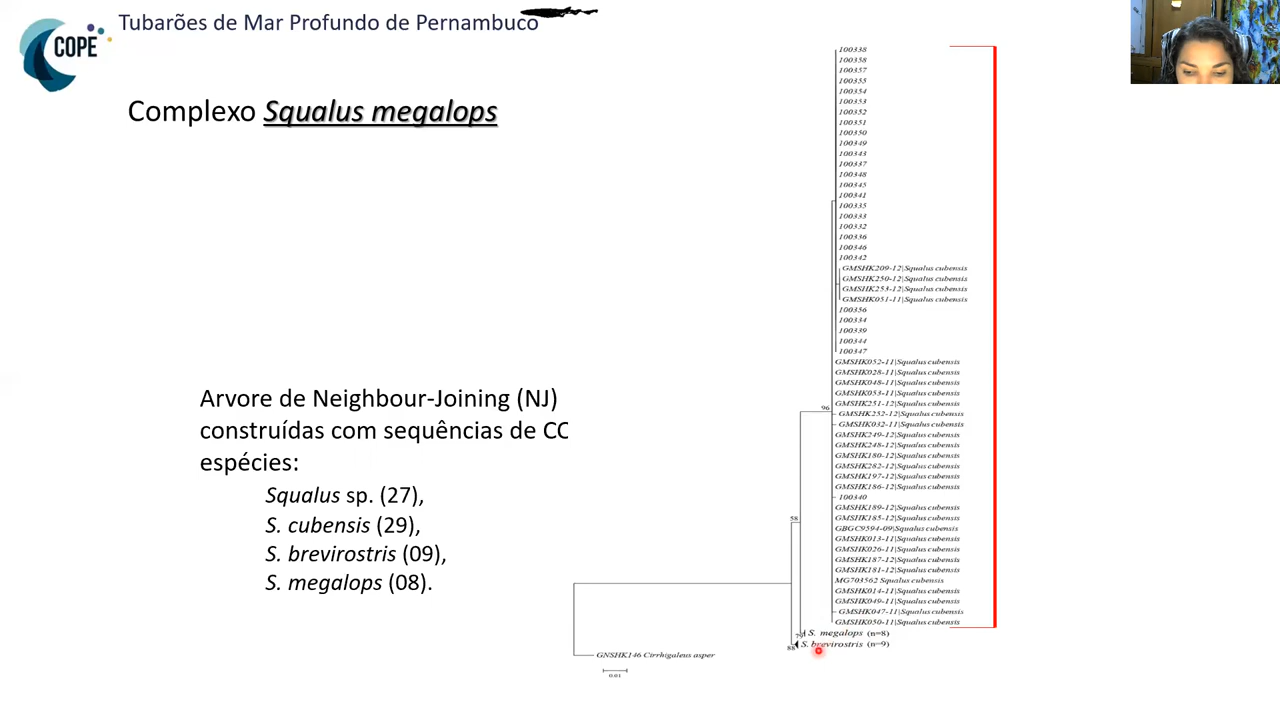 COPE
Tubarões de Mar Profundo de Pernambuco
Complexo Squalus megalops
Arvore de Neighbour-Joining (NJ)
construídas com sequências de CO
espécies:
Squalus sp. (27),
S. cubensis (29),
S. brevirostris (09),
S. megalops (08).
100338
100358
100357
100355
100354
100353
100352
100351
100350
100349
100343
100337
100348
100345
100341
100335
100333
100332
100336
100346
100342
GMSHK209-12|Squalus cubensis
GMSHK250-12|Squalus cubensis
GMSHK253-12|Squalus cubensis
GMSHK051-11|Squalus cubensis
100356
100334
100339
100344
100347
GMSHK052-11|Squalus cubensis
GMSHK028-11|Squalus cubensis
GMSHK048-11|Squalus cubensis
GMSHK053-11|Squalus cubensis
GMSHK251-12|Squalus cubensis
96
GMSHK252-12|Squalus cubensis
GMSHK032-11|Squalus cubensis
GMSHK249-12|Squalus cubensis
GMSHK248-12|Squalus cubensis
GMSHK180-12|Squalus cubensis
GMSHK282-12|Squalus cubensis
GMSHK197-12|Squalus cubensis
GMSHK186-12|Squalus cubensis
100340
GMSHK189-12|Squalus cubensis
58
GMSHK185-12|Squalus cubensis
GBGC9594-09|Squalus cubensis
GMSHK013-11|Squalus cubensis
GMSHK026-11|Squalus cubensis
GMSHK187-12|Squalus cubensis
GMSHK181-12|Squalus cubensis
MG703562 Squalus cubensis
GMSHK014-11|Squalus cubensis
GMSHK049-11|Squalus cubensis
GMSHK047-11|Squalus cubensis
GMSHK050-11|Squalus cubensis
S. megalops (n=8)
88
S. brevirostris (n=9)
GNSHK146 Cirrhigaleus asper
0.01